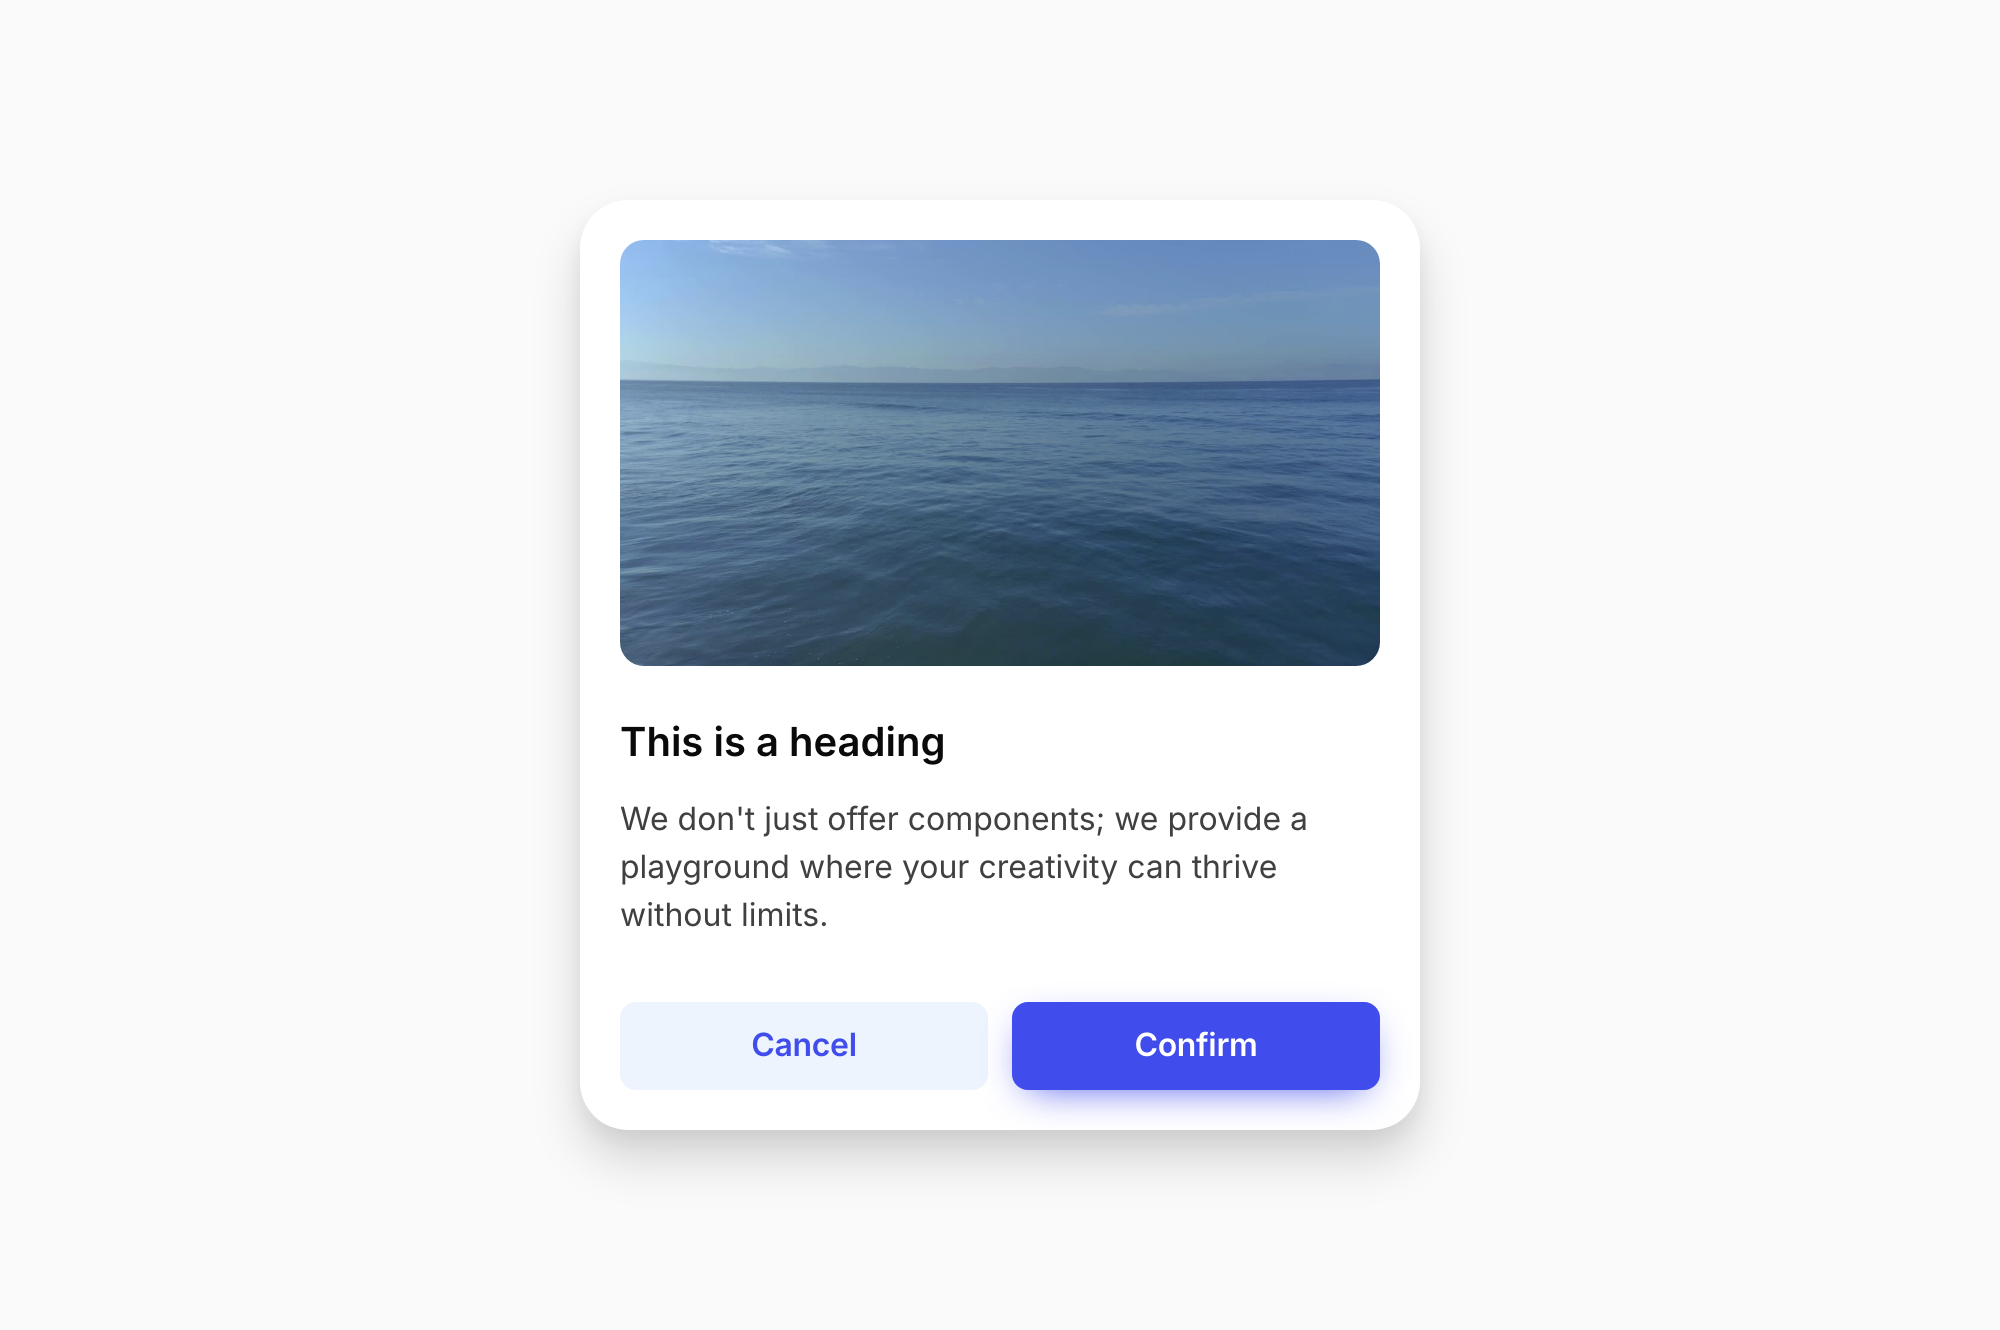 This is a heading
We don't just offer components; we provide a
playground where your creativity can thrive
without limits.
Cancel
Confirm